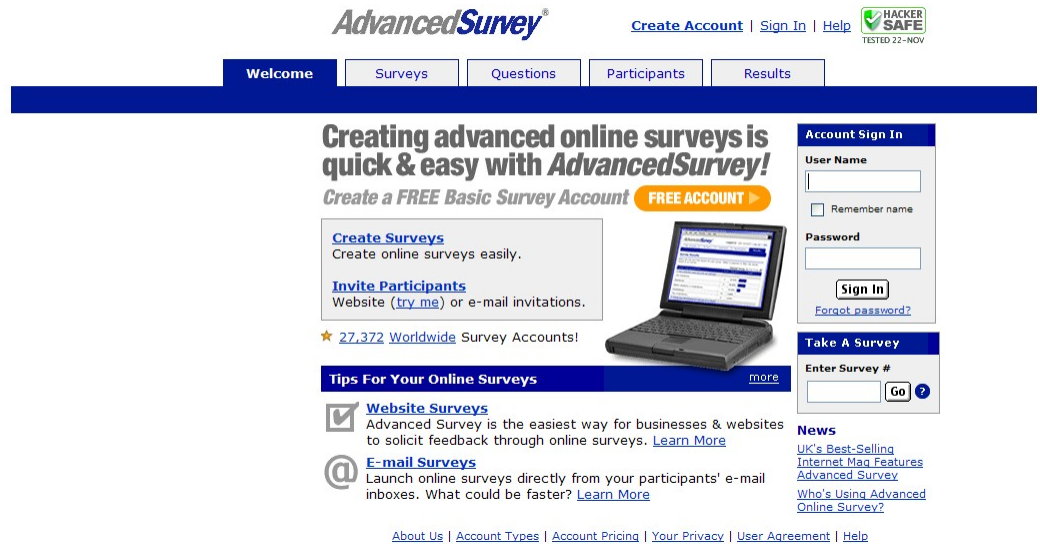 AdvancedSurvey®
Create Account | Sign In | Help
HACKER
SAFE
TESTED 22-NOV
Welcome
Surveys
Questions
Participants
Results
Creating advanced online surveys is
quick & easy with AdvancedSurvey!
Create a FREE Basic Survey Account
FREE ACCOUNT
Create Surveys
Create online surveys easily.
Invite Participants
Website (try me) or e-mail invitations.
27,372 Worldwide Survey Accounts!
AdvancedSurvey
Tips For Your Online Surveys
more
Website Surveys
Advanced Survey is the easiest way for businesses & websites
to solicit feedback through online surveys. Learn More
@
E-mail Surveys
Launch online surveys directly from your participants' e-mail
inboxes. What could be faster? Learn More
Account Sign In
User Name
Remember name
Password
Sign In
Forgot password?
Take A Survey
Enter Survey #
Go ?
News
UK's Best-Selling
Internet Mag Features
Advanced Survey
Who's Using Advanced
Online Survey?
About Us | Account Types | Account Pricing | Your Privacy | User Agreement | Help